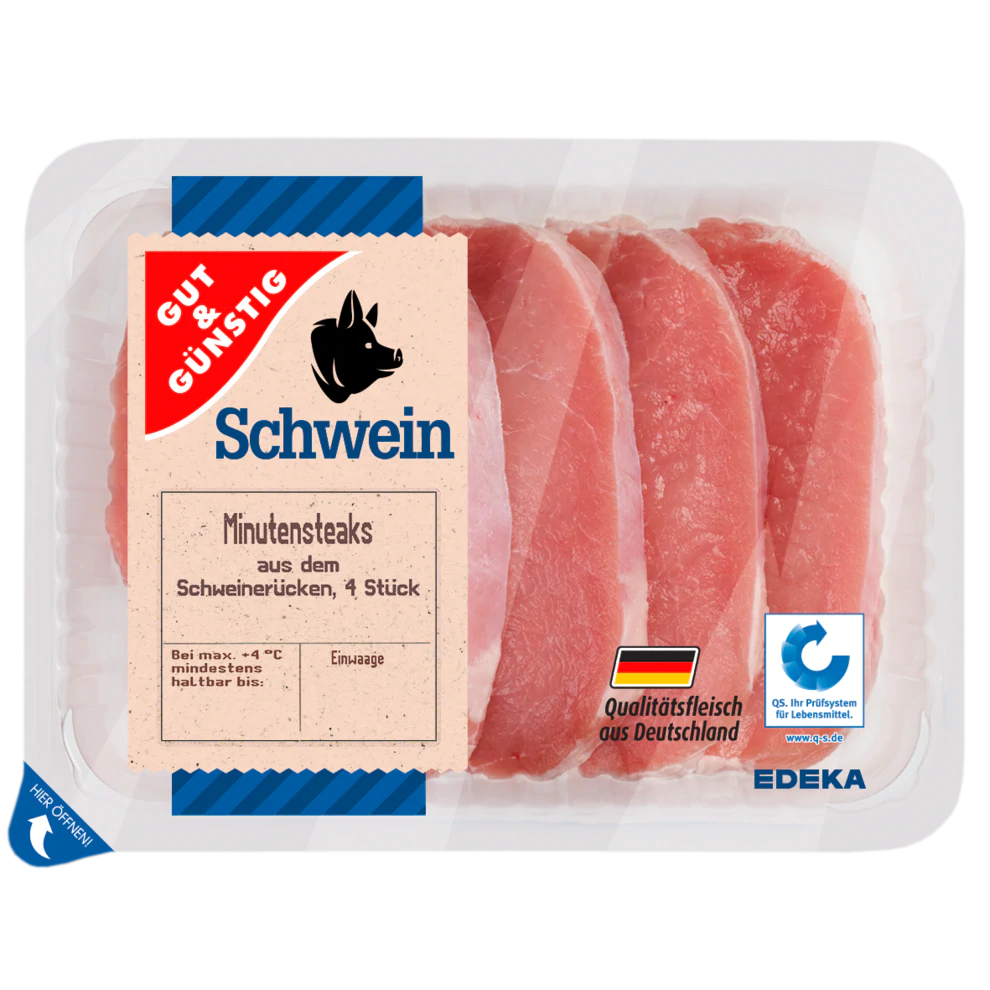 GUT
&
GÜNSTIG
Schwein
Minutensteaks
aus dem
Schweinerücken, 4 Stück
Bei max. +4 °C
mindestens
haltbar bis:
Einwaage
Qualitätsfleisch
aus Deutschland
QS. Ihr Prüfsystem
für Lebensmittel.
www.q-s.de
EDEKA
HIER ÖFFNEN!